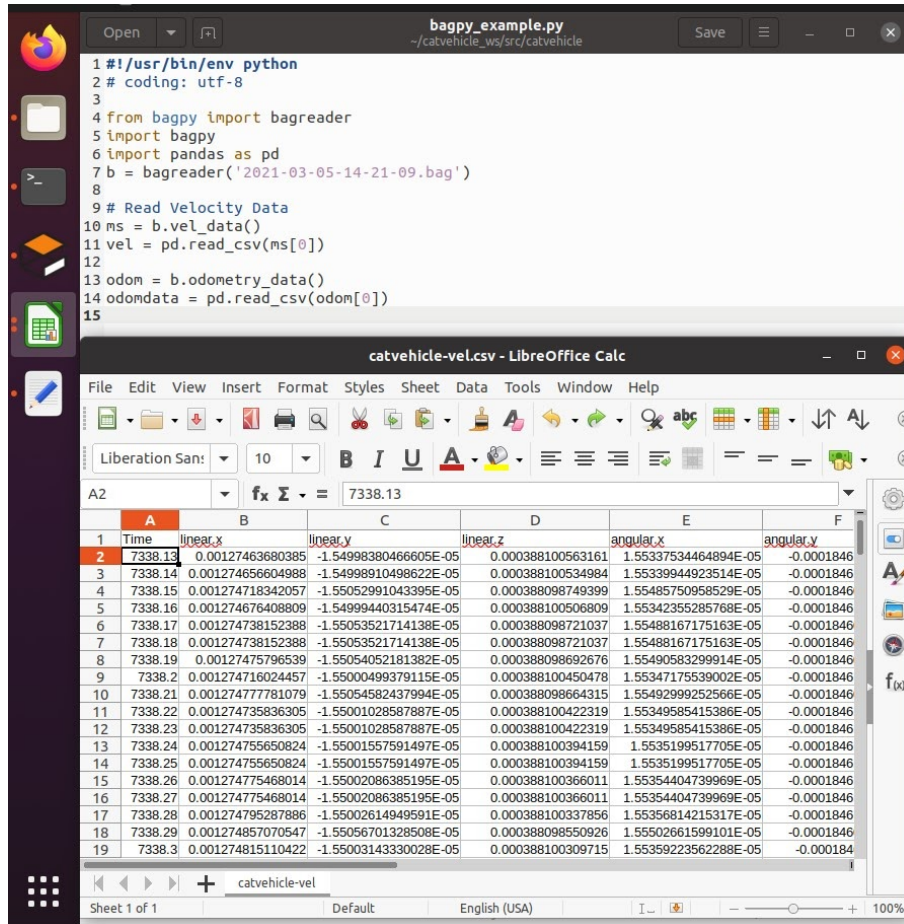 Open
bagpy_example.py
~/catvehicle_ws/src/catvehicle
Save
1 #!/usr/bin/env python
2 # coding: utf-8
3
4 from bagpy import bagreader
5 import bagpy
6 import pandas as pd
7 b = bagreader('2021-03-05-14-21-09.bag')
8
9 # Read Velocity Data
10 ms = b.vel_data()
11 vel = pd.read_csv(ms[0])
12
13 odom = b.odometry_data()
14 odomdata = pd.read_csv(odom[0])
15
catvehicle-vel.csv - LibreOffice Calc
File Edit View Insert Format Styles Sheet Data Tools Window Help
Liberation Sans 10 B I U A
A2 fx Σ = 7338.13
A B C D E F
1 Time linear.x linear.y linear.z angular.x angular.y
2 7338.13 0.00127463680385 -1.54998380466605E-05 0.000388100563161 1.55337534464894E-05 -0.0001846
3 7338.14 0.001274656604988 -1.54998910498622E-05 0.000388100534984 1.55339944923514E-05 -0.0001846
4 7338.15 0.001274718342057 -1.55052991043395E-05 0.000388098749399 1.55485750958529E-05 -0.0001846
5 7338.16 0.001274676408809 -1.54999440315474E-05 0.000388100506809 1.55342355285768E-05 -0.0001846
6 7338.17 0.001274738152388 -1.55053521714138E-05 0.000388098721037 1.55488167175163E-05 -0.0001846
7 7338.18 0.001274738152388 -1.55053521714138E-05 0.000388098721037 1.55488167175163E-05 -0.0001846
8 7338.19 0.00127475796539 -1.55054052181382E-05 0.000388098692676 1.55490583299914E-05 -0.0001846
9 7338.2 0.001274716024457 -1.55000499379115E-05 0.000388100450478 1.55347175539002E-05 -0.0001846
10 7338.21 0.001274777781079 -1.55054582437994E-05 0.000388098664315 1.55492999252566E-05 -0.0001846
11 7338.22 0.001274735836305 -1.55001028587887E-05 0.000388100422319 1.55349585415386E-05 -0.0001846
12 7338.23 0.001274735836305 -1.55001028587887E-05 0.000388100422319 1.55349585415386E-05 -0.0001846
13 7338.24 0.001274755650824 -1.55001557591497E-05 0.000388100394159 1.5535199517705E-05 -0.0001846
14 7338.25 0.001274755650824 -1.55001557591497E-05 0.000388100394159 1.5535199517705E-05 -0.0001846
15 7338.26 0.001274775468014 -1.55002086385195E-05 0.000388100366011 1.55354404739969E-05 -0.0001846
16 7338.27 0.001274775468014 -1.55002086385195E-05 0.000388100366011 1.55354404739969E-05 -0.0001846
17 7338.28 0.001274795287886 -1.55002614949591E-05 0.000388100337856 1.55356814215317E-05 -0.0001846
18 7338.29 0.001274857070547 -1.55056701328508E-05 0.000388098550926 1.55502661599101E-05 -0.0001846
19 7338.3 0.001274815110422 -1.55003143330028E-05 0.000388100309715 1.55359223562288E-05 -0.000184
catvehicle-vel
Sheet 1 of 1 Default English (USA) 100%